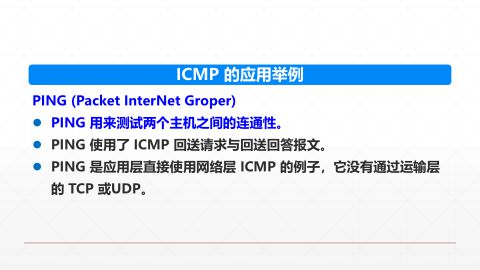 ICMP 的应用举例
PING (Packet InterNet Groper)
● PING 用来测试两个主机之间的连通性。
● PING 使用了 ICMP 回送请求与回送回答报文。
● PING 是应用层直接使用网络层 ICMP 的例子，它没有通过运输层
的 TCP 或UDP。